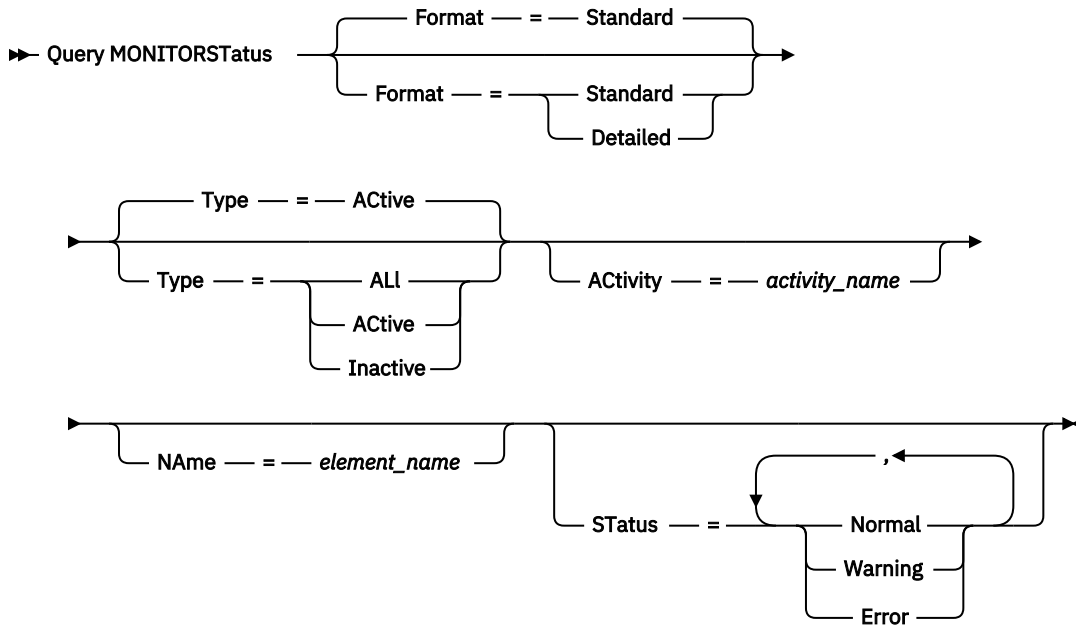 Format = Standard
Query MONITORSTatus
Format = Standard
Detailed
Type = ACtive
Type = ALl
ACtive
Inactive
ACtivity = activity_name
NAme = element_name
,
STatus = Normal
Warning
Error